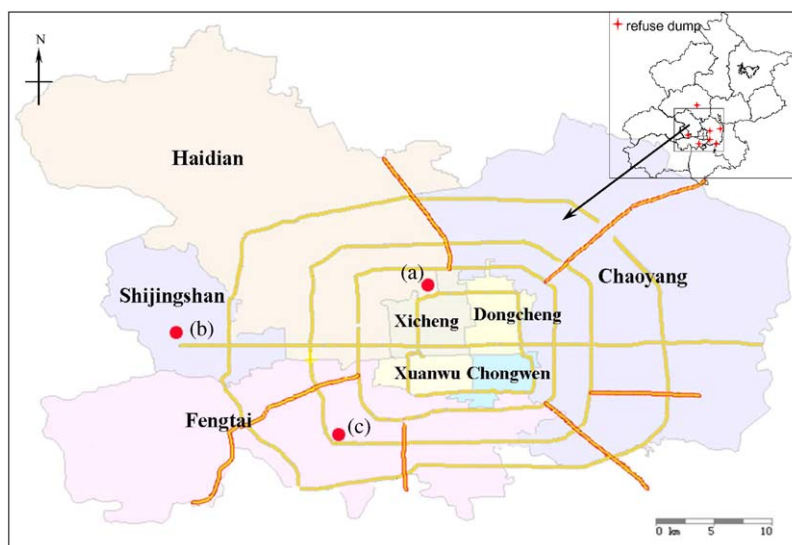 N
refuse dump
Haidian
Chaoyang
(a)
Shijingshan
(b)
Xicheng
Dongcheng
Xuanwu
Chongwen
Fengtai
(c)
0 km 5 10